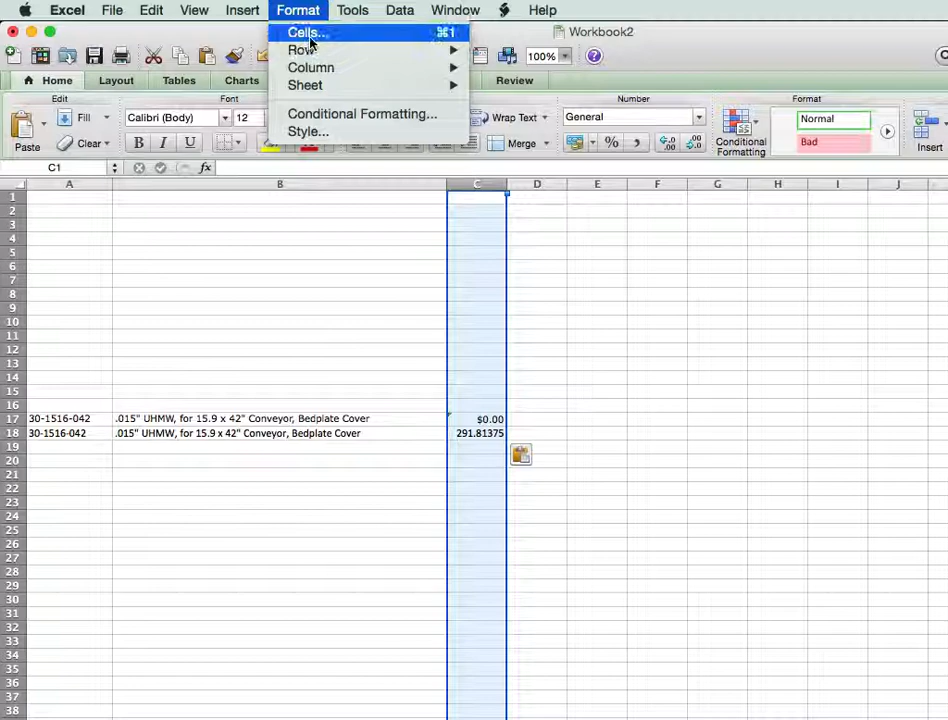 Excel File Edit View Insert Format Tools Data Window Help
Cells... ⌘1
Workbook2
Row
Column
Sheet
Conditional Formatting...
Style...
100%
Home Layout Tables Charts Review
Edit Font Number Format
Fill Calibri (Body) 12 Wrap Text General Normal
Paste Clear B I U Merge % Conditional Formatting Bad Insert
C1 fx
A B C D E F G H I J
1
2
3
4
5
6
7
8
9
10
11
12
13
14
15
16
17 30-1516-042 .015" UHMW, for 15.9 x 42" Conveyor, Bedplate Cover $0.00
18 30-1516-042 .015" UHMW, for 15.9 x 42" Conveyor, Bedplate Cover 291.81375
19
20
21
22
23
24
25
26
27
28
29
30
31
32
33
34
35
36
37
38